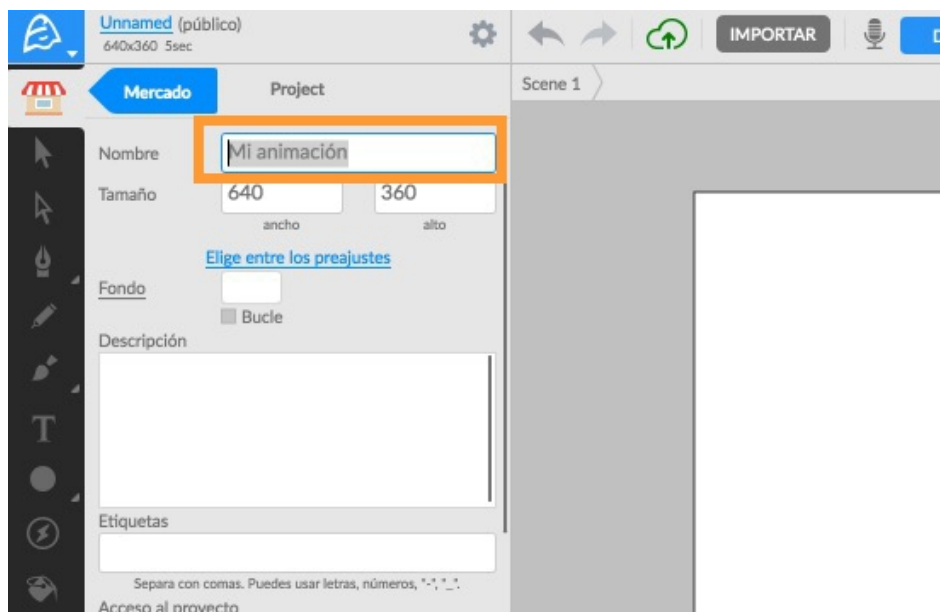 Unnamed (público)
640x360 5sec
IMPORTAR
Mercado
Project
Scene 1
Nombre
Mi animación
Tamaño
640
360
ancho
alto
Elige entre los preajustes
Fondo
Bucle
Descripción
T
Etiquetas
Separa con comas. Puedes usar letras, números, "-", "_".
Acceso al proyecto